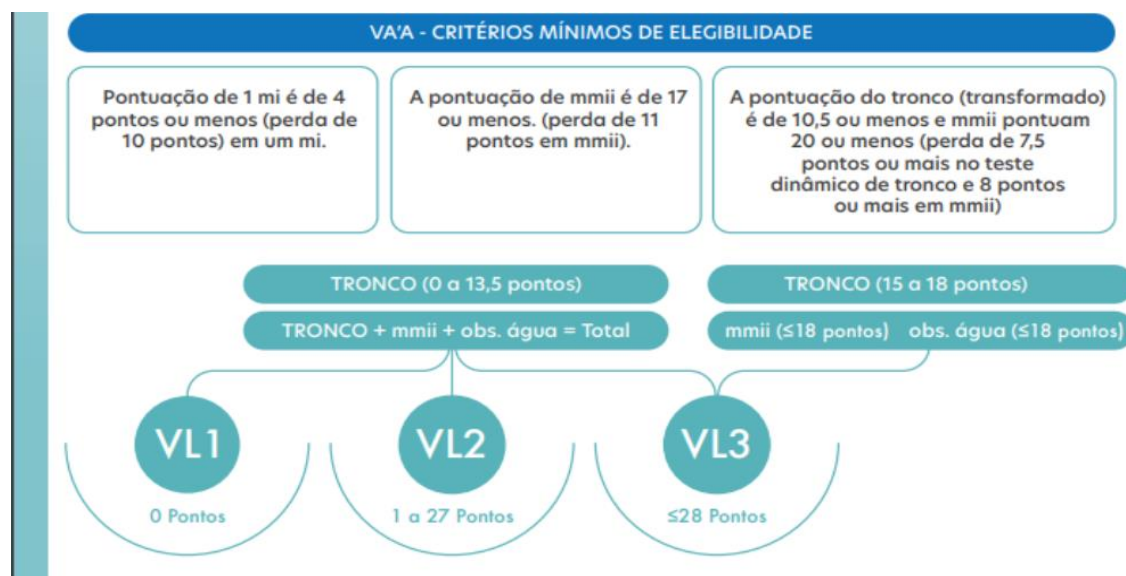 VA'A - CRITÉRIOS MÍNIMOS DE ELEGIBILIDADE
Pontuação de 1 mi é de 4
pontos ou menos (perda de
10 pontos) em um mi.
A pontuação de mmii é de 17
ou menos. (perda de 11
pontos em mmii).
A pontuação do tronco (transformado)
é de 10,5 ou menos e mmii pontuam
20 ou menos (perda de 7,5
pontos ou mais no teste
dinâmico de tronco e 8 pontos
ou mais em mmii)
TRONCO (0 a 13,5 pontos)
TRONCO (15 a 18 pontos)
TRONCO + mmii + obs. água = Total
mmii (≤18 pontos) obs. água (≤18 pontos)
VL1
VL2
VL3
0 Pontos
1 a 27 Pontos
≤28 Pontos